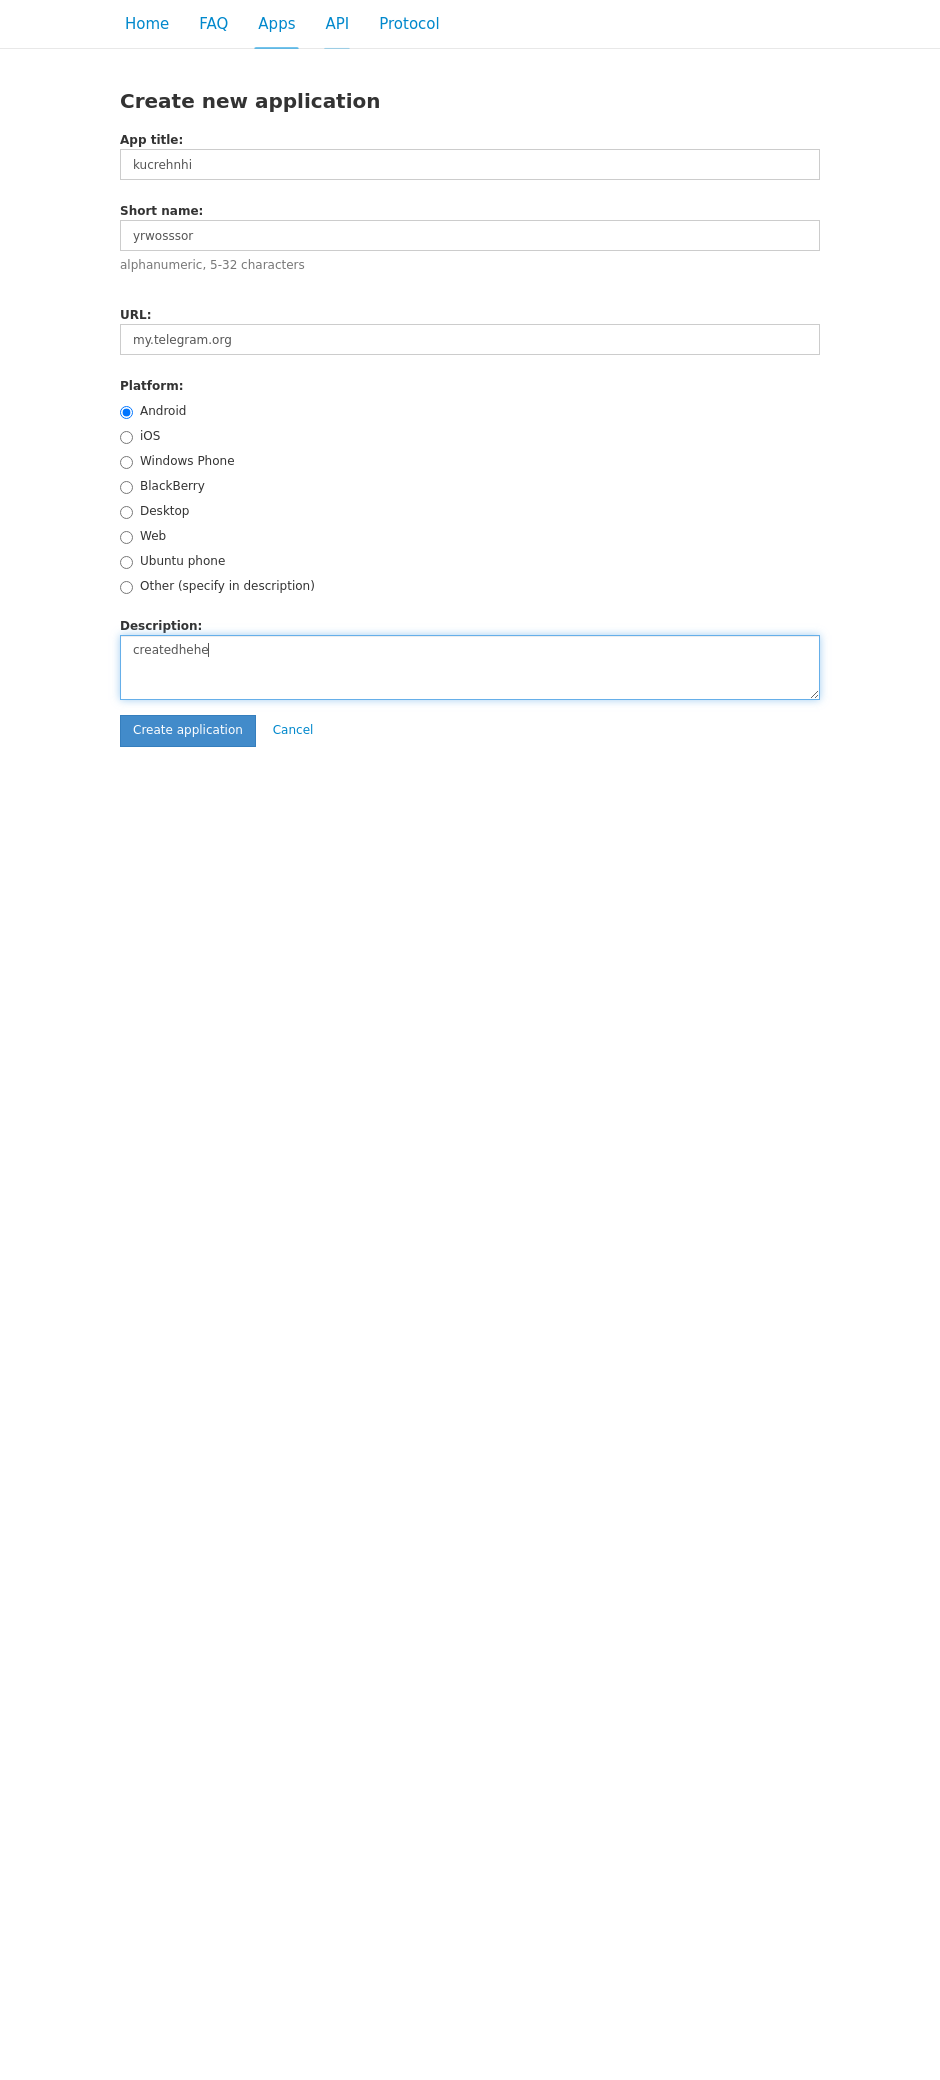 Home FAQ Apps API Protocol
Create new application
App title:
kucrehnhi
Short name:
yrwosssor
alphanumeric, 5-32 characters
URL:
my.telegram.org
Platform:
Android
iOS
Windows Phone
BlackBerry
Desktop
Web
Ubuntu phone
Other (specify in description)
Description:
createdhehe
Create application Cancel